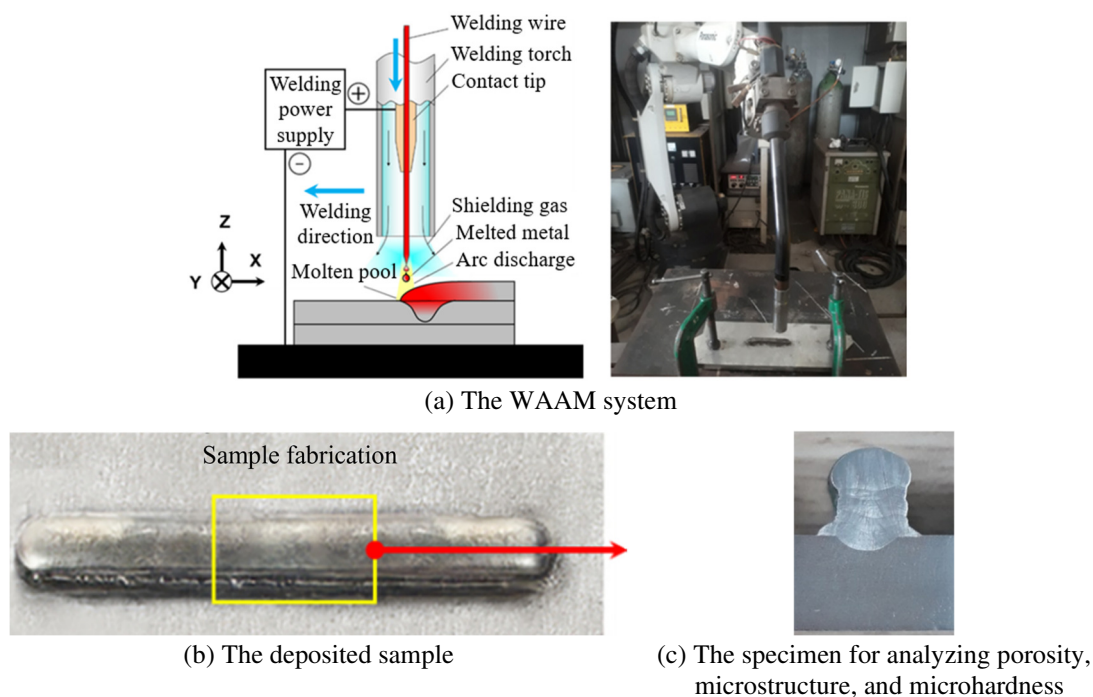 Welding wire
Welding torch
Contact tip
Welding
power
supply
+
−
Welding
direction
Shielding gas
Melted metal
Arc discharge
Molten pool
Z
X
Y
Panasonic
(a) The WAAM system
Sample fabrication
(b) The deposited sample
(c) The specimen for analyzing porosity,
microstructure, and microhardness